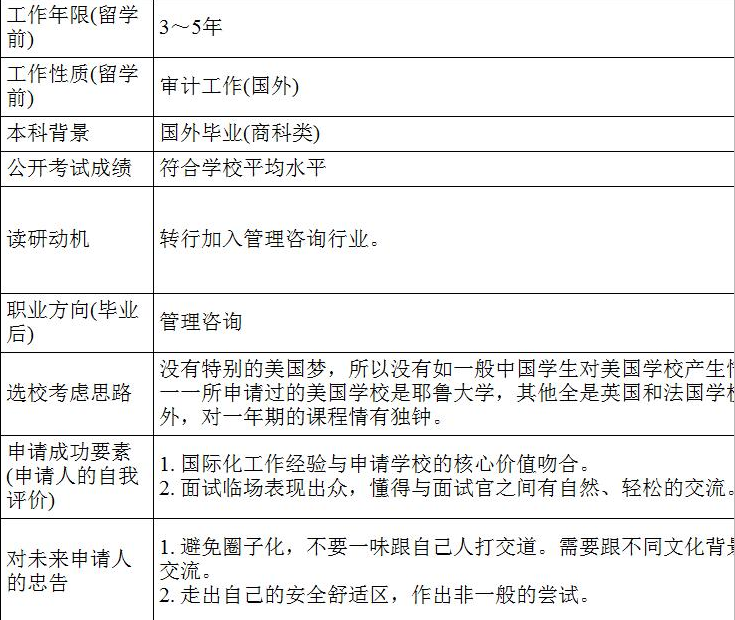 工作年限(留学
前)
3～5年
工作性质(留学
前)
审计工作(国外)
本科背景
国外毕业(商科类)
公开考试成绩
符合学校平均水平
读研动机
转行加入管理咨询行业。
职业方向(毕业
后)
管理咨询
选校考虑思路
没有特别的美国梦，所以没有如一般中国学生对美国学校产生
一一所申请过的美国学校是耶鲁大学，其他全是英国和法国学
外，对一年期的课程情有独钟。
申请成功要素
(申请人的自我
评价)
1. 国际化工作经验与申请学校的核心价值吻合。
2. 面试临场表现出众，懂得与面试官之间有自然、轻松的交流。
对未来申请人
的忠告
1. 避免圈子化，不要一味跟自己人打交道。需要跟不同文化背
交流。
2. 走出自己的安全舒适区，作出非一般的尝试。